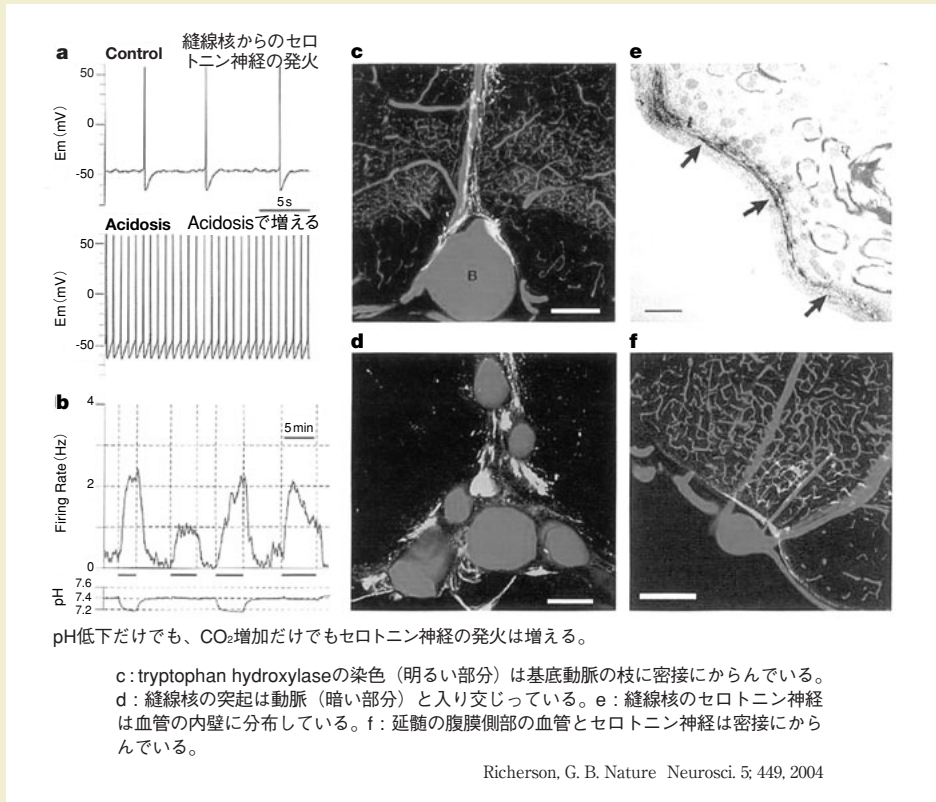 a
Control
縫線核からのセロ
トニン神経の発火
50
0
-50
Em(mV)
5s
Acidosis
Acidosisで増える
50
0
-50
Em(mV)
b
4
2
0
Firing Rate(Hz)
5min
7.6
7.4
7.2
pH
c
B
d
e
f
pH低下だけでも、CO₂増加だけでもセロトニン神経の発火は増える。
c:tryptophan hydroxylaseの染色(明るい部分)は基底動脈の枝に密接にからんでいる。
d:縫線核の突起は動脈(暗い部分)と入り交じっている。e:縫線核のセロトニン神経
は血管の内壁に分布している。f:延髄の腹膜側部の血管とセロトニン神経は密接にから
んでいる。
Richerson, G. B. Nature Neurosci. 5; 449, 2004